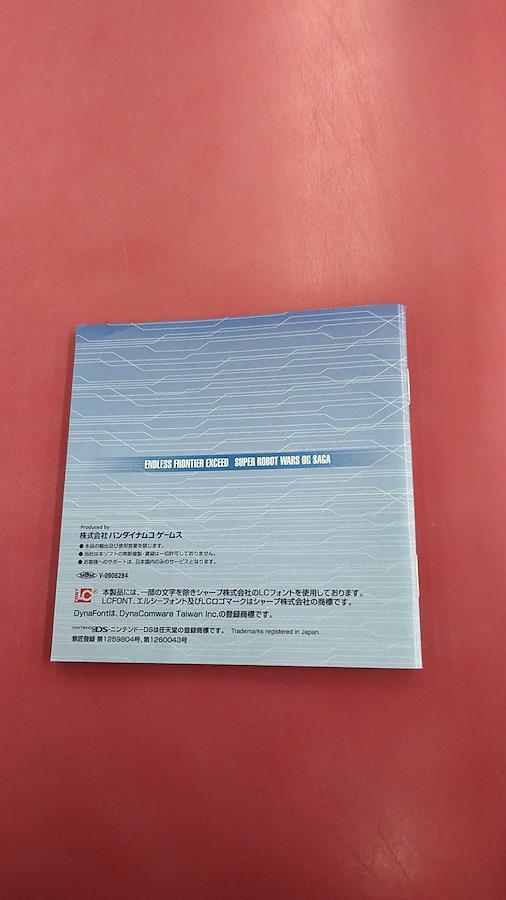 ENDLESS FRONTIER EXCEED SUPER ROBOT WARS OG SAGA
Produced by
株式会社 バンダイナムコ ゲームス
● 本品の輸出及び使用営業を禁じます。
● 当社は本ソフトの無断複製・賃貸は一切許可しておりません。
● お客様へのサポートは、日本国内のみのサービスとなります。
V-0906284
LC FONT ® 本製品には、一部の文字を除きシャープ株式会社のLCフォントを使用しております。
LCFONT、エルシーフォント及びLCロゴマークはシャープ株式会社の商標です。
DynaFontは、DynaComware Taiwan Inc.の登録商標です。
NINTENDO DS・ニンテンドーDSは任天堂の登録商標です。 Trademarks registered in Japan.
意匠登録 第1259804号、第1260043号